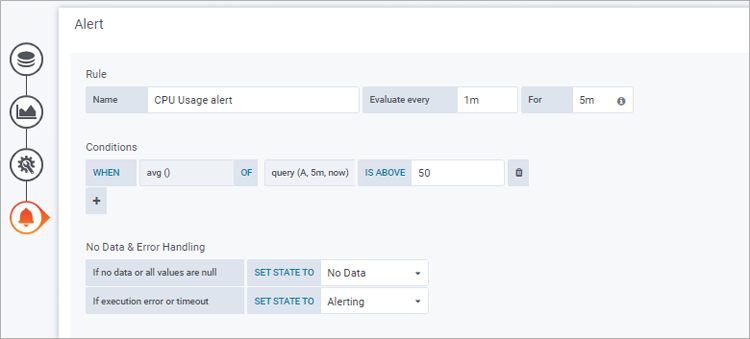 Alert
Rule
Name CPU Usage alert Evaluate every 1m For 5m
Conditions
WHEN avg () OF query (A, 5m, now) IS ABOVE 50
+
No Data & Error Handling
If no data or all values are null SET STATE TO No Data
If execution error or timeout SET STATE TO Alerting